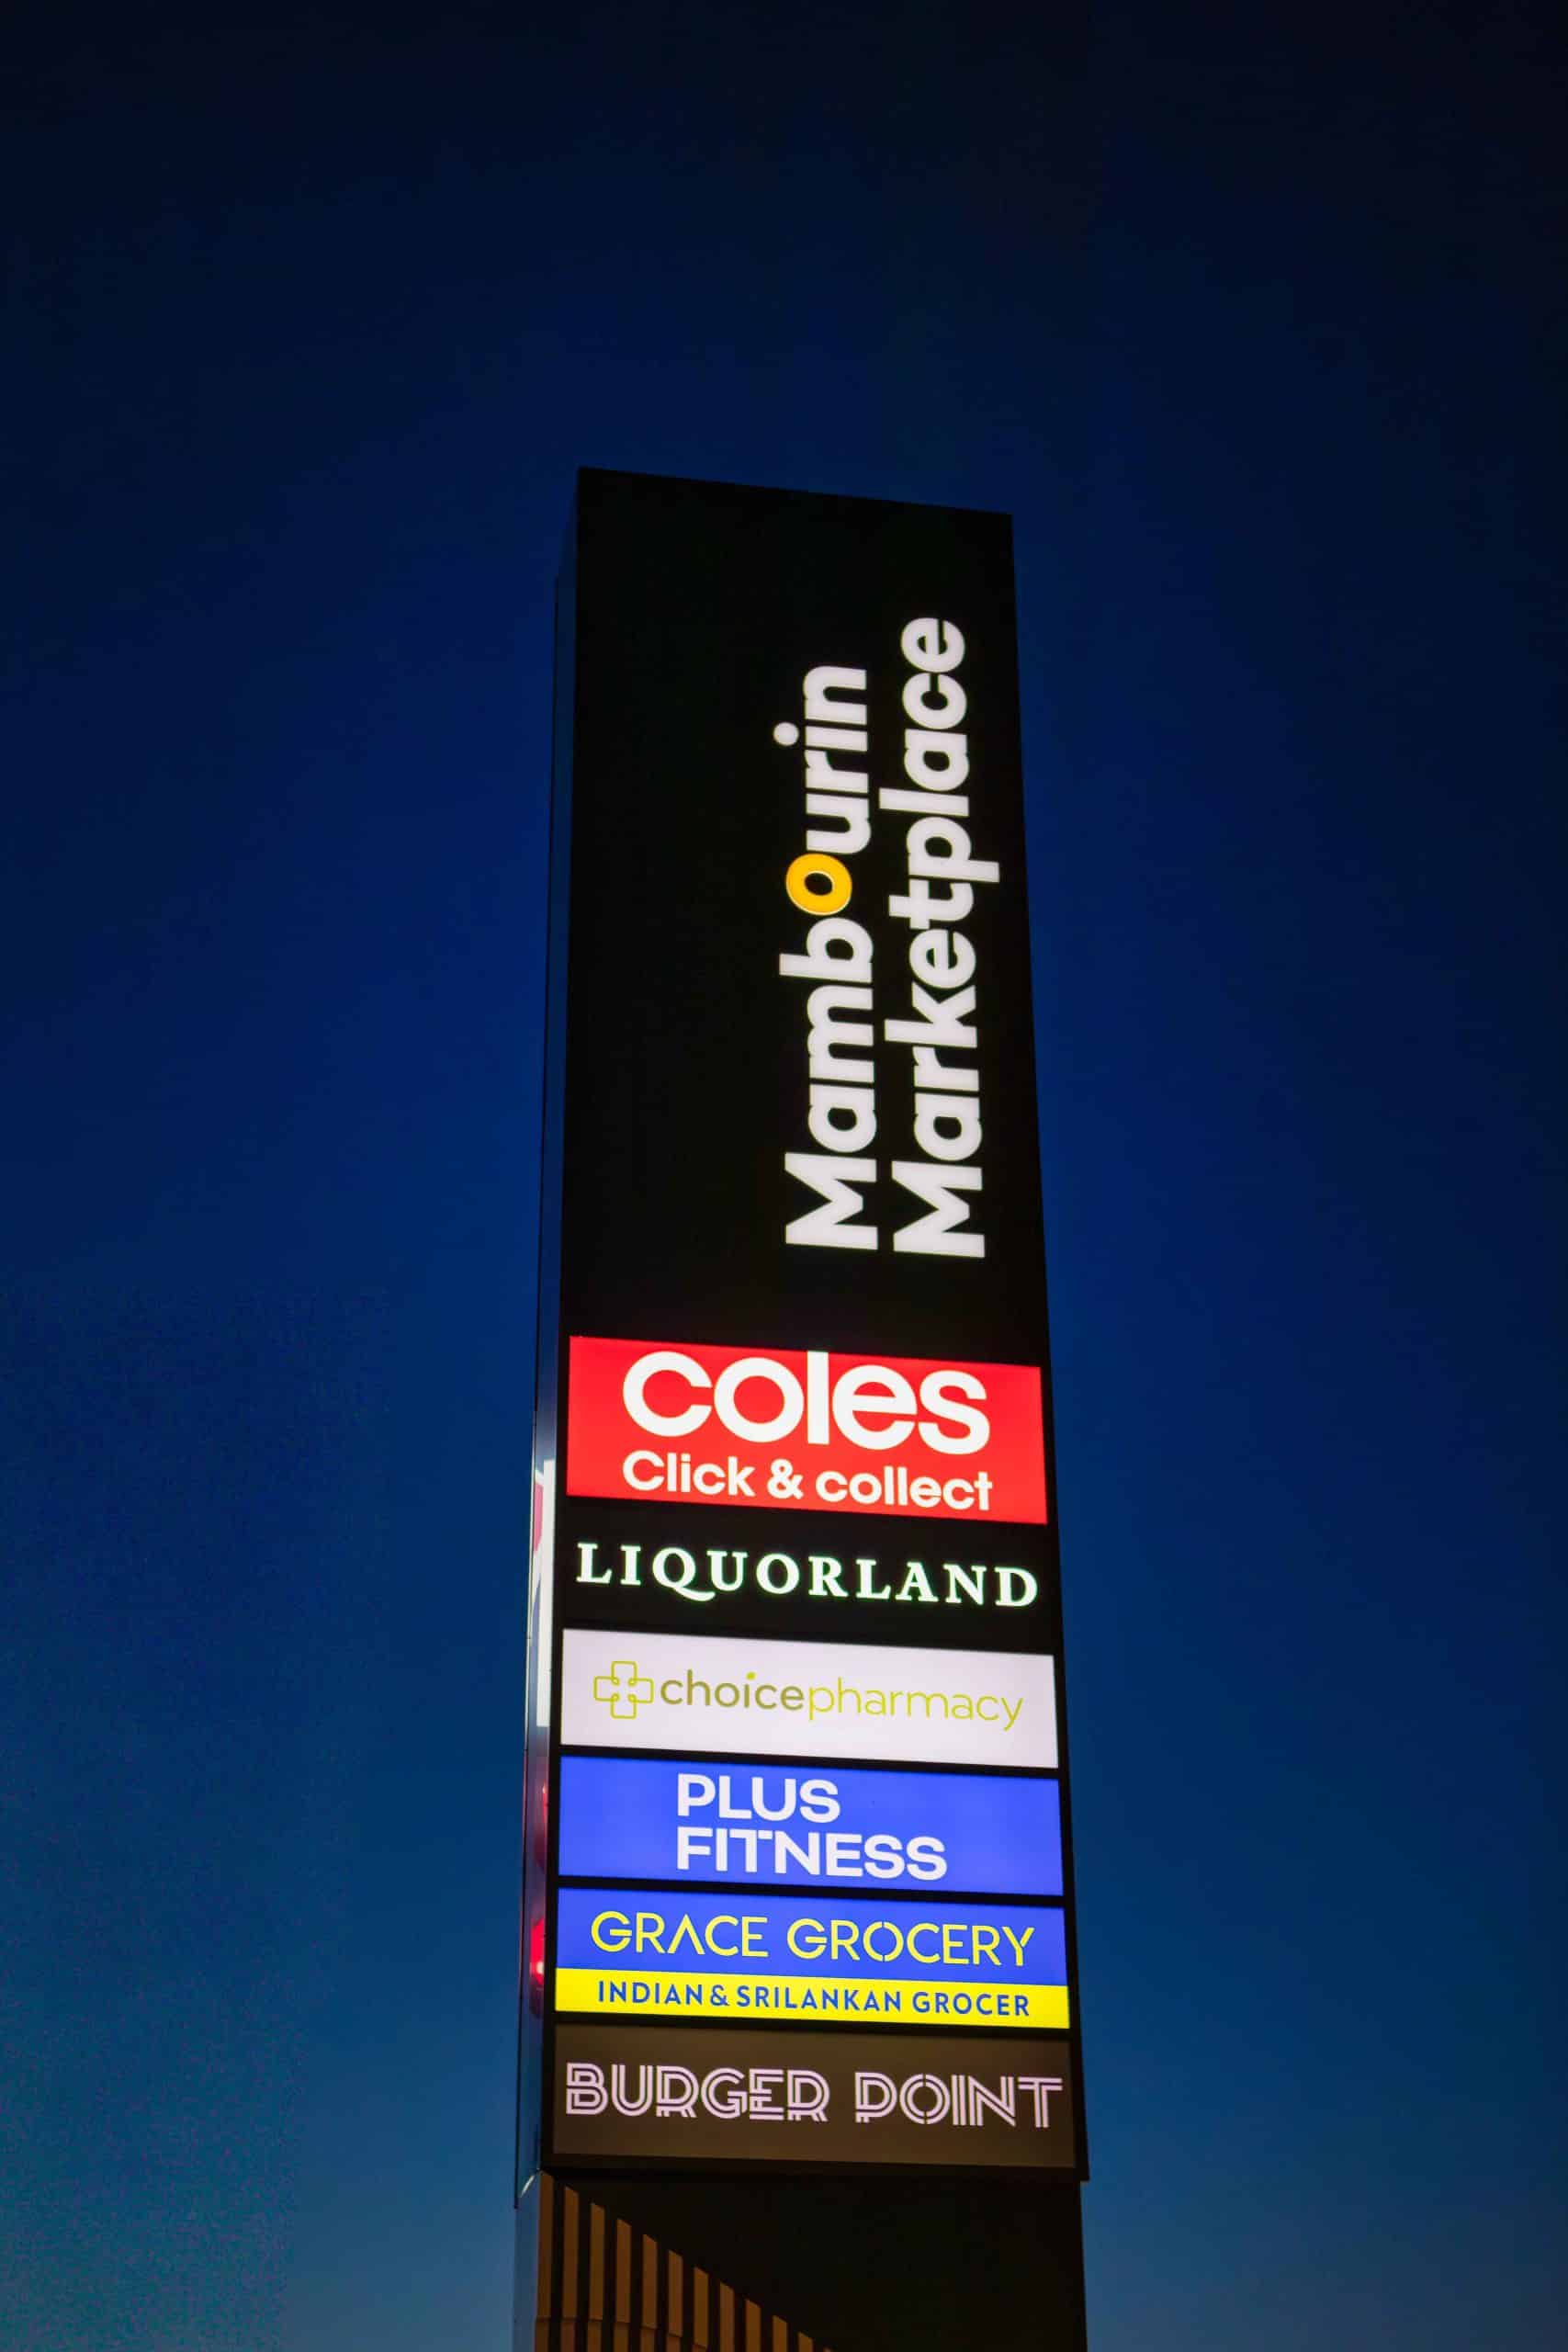 Mambourin
Marketplace
coles
Click & collect
LIQUORLAND
choicepharmacy
PLUS
FITNESS
GRACE GROCERY
INDIAN & SRILANKAN GROCER
BURGER POINT